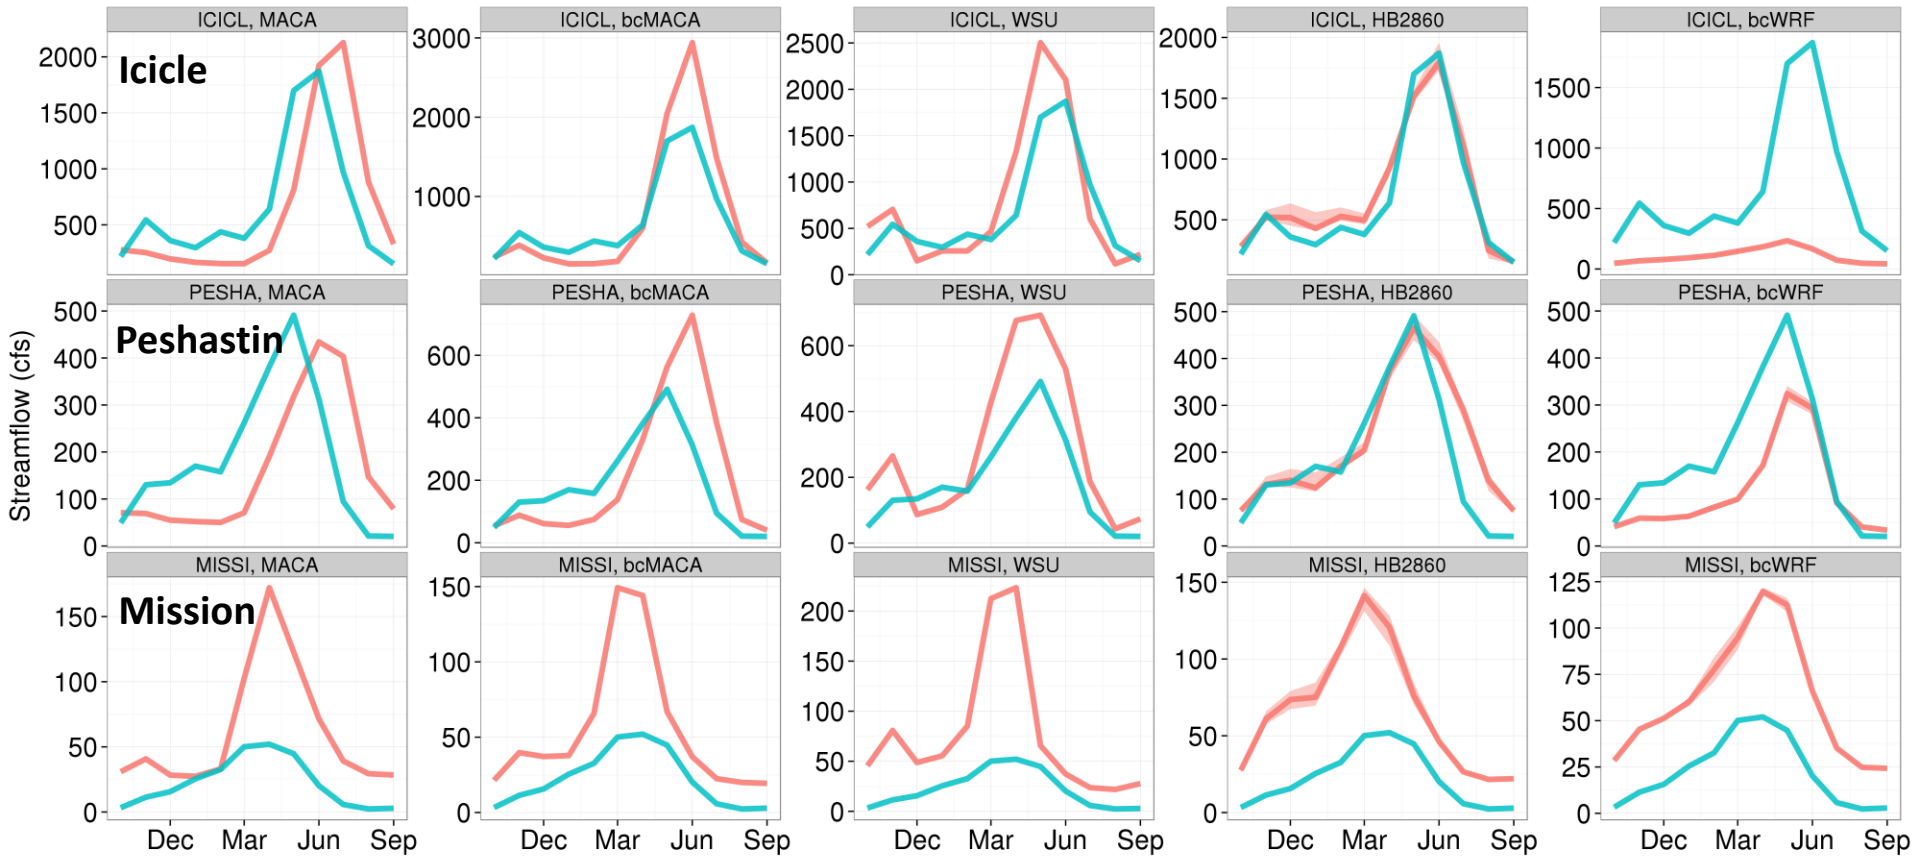 ICICL, MACA
ICICL, bcMACA
ICICL, WSU
ICICL, HB2860
ICICL, bcWRF
Icicle
2000
1500
1000
500
3000
2000
1000
2500
2000
1500
1000
500
0
2000
1500
1000
500
1500
1000
500
0
PESHA, MACA
PESHA, bcMACA
PESHA, WSU
PESHA, HB2860
PESHA, bcWRF
Peshastin
Streamflow (cfs)
500
400
300
200
100
0
600
400
200
0
600
400
200
0
500
400
300
200
100
0
500
400
300
200
100
0
MISSI, MACA
MISSI, bcMACA
MISSI, WSU
MISSI, HB2860
MISSI, bcWRF
Mission
150
100
50
0
150
100
50
0
200
150
100
50
0
150
100
50
0
125
100
75
50
25
0
Dec Mar Jun Sep
Dec Mar Jun Sep
Dec Mar Jun Sep
Dec Mar Jun Sep
Dec Mar Jun Sep